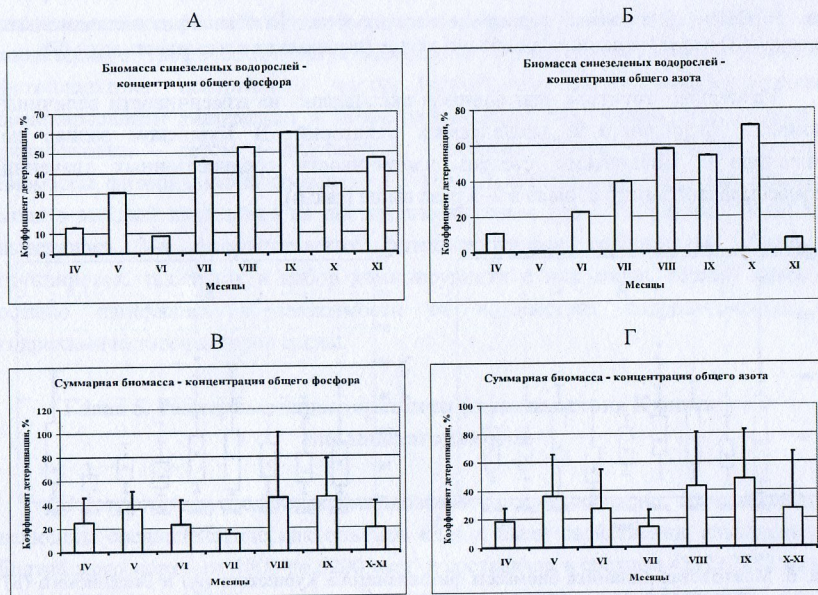 А
Биомасса синезеленых водорослей -
концентрация общего фосфора
Коэффициент детерминации, %
70
60
50
40
30
20
10
0
IV V VI VII VIII IX X XI
Месяцы
Б
Биомасса синезеленых водорослей -
концентрация общего азота
Коэффициент детерминации, %
80
60
40
20
0
IV V VI VII VIII IX X XI
Месяцы
В
Суммарная биомасса - концентрация общего фосфора
Коэффициент детерминации, %
120
100
80
60
40
20
0
IV V VI VII VIII IX X-XI
Месяцы
Г
Суммарная биомасса - концентрация общего азота
Коэффициент детерминации, %
100
80
60
40
20
0
IV V VI VII VIII IX X-XI
Месяцы